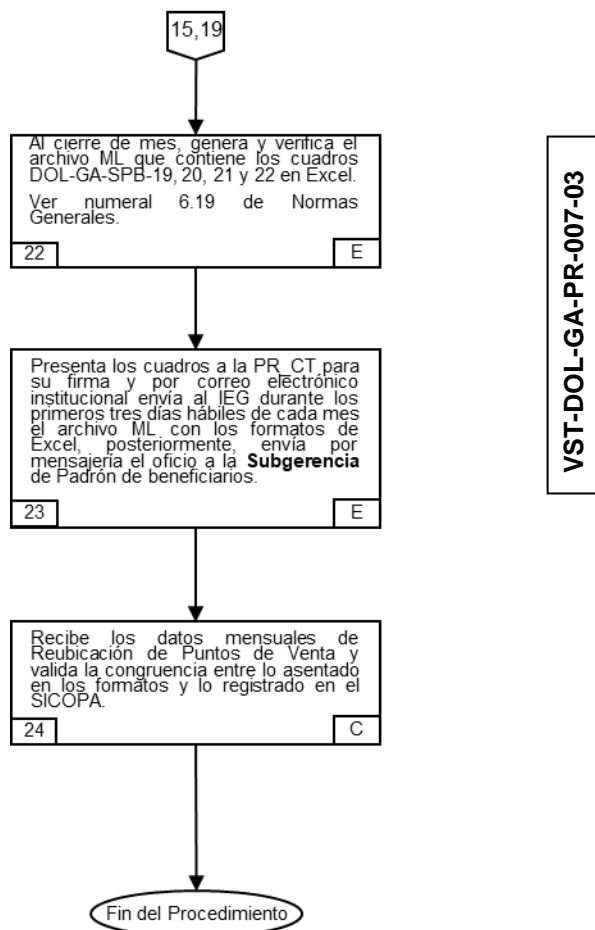 15,19
Al cierre de mes, genera y verifica el
archivo ML que contiene los cuadros
DOL-GA-SPB-19, 20, 21 y 22 en Excel.
Ver numeral 6.19 de Normas
Generales.
22
E
Presenta los cuadros a la PR_CT para
su firma y por correo electrónico
institucional envía al IEG durante los
primeros tres días hábiles de cada mes
el archivo ML con los formatos de
Excel, posteriormente, envía por
mensajería el oficio a la Subgerencia
de Padrón de beneficiarios.
23
E
Recibe los datos mensuales de
Reubicación de Puntos de Venta y
valida la congruencia entre lo asentado
en los formatos y lo registrado en el
SICOPA.
24
C
Fin del Procedimiento
VST-DOL-GA-PR-007-03